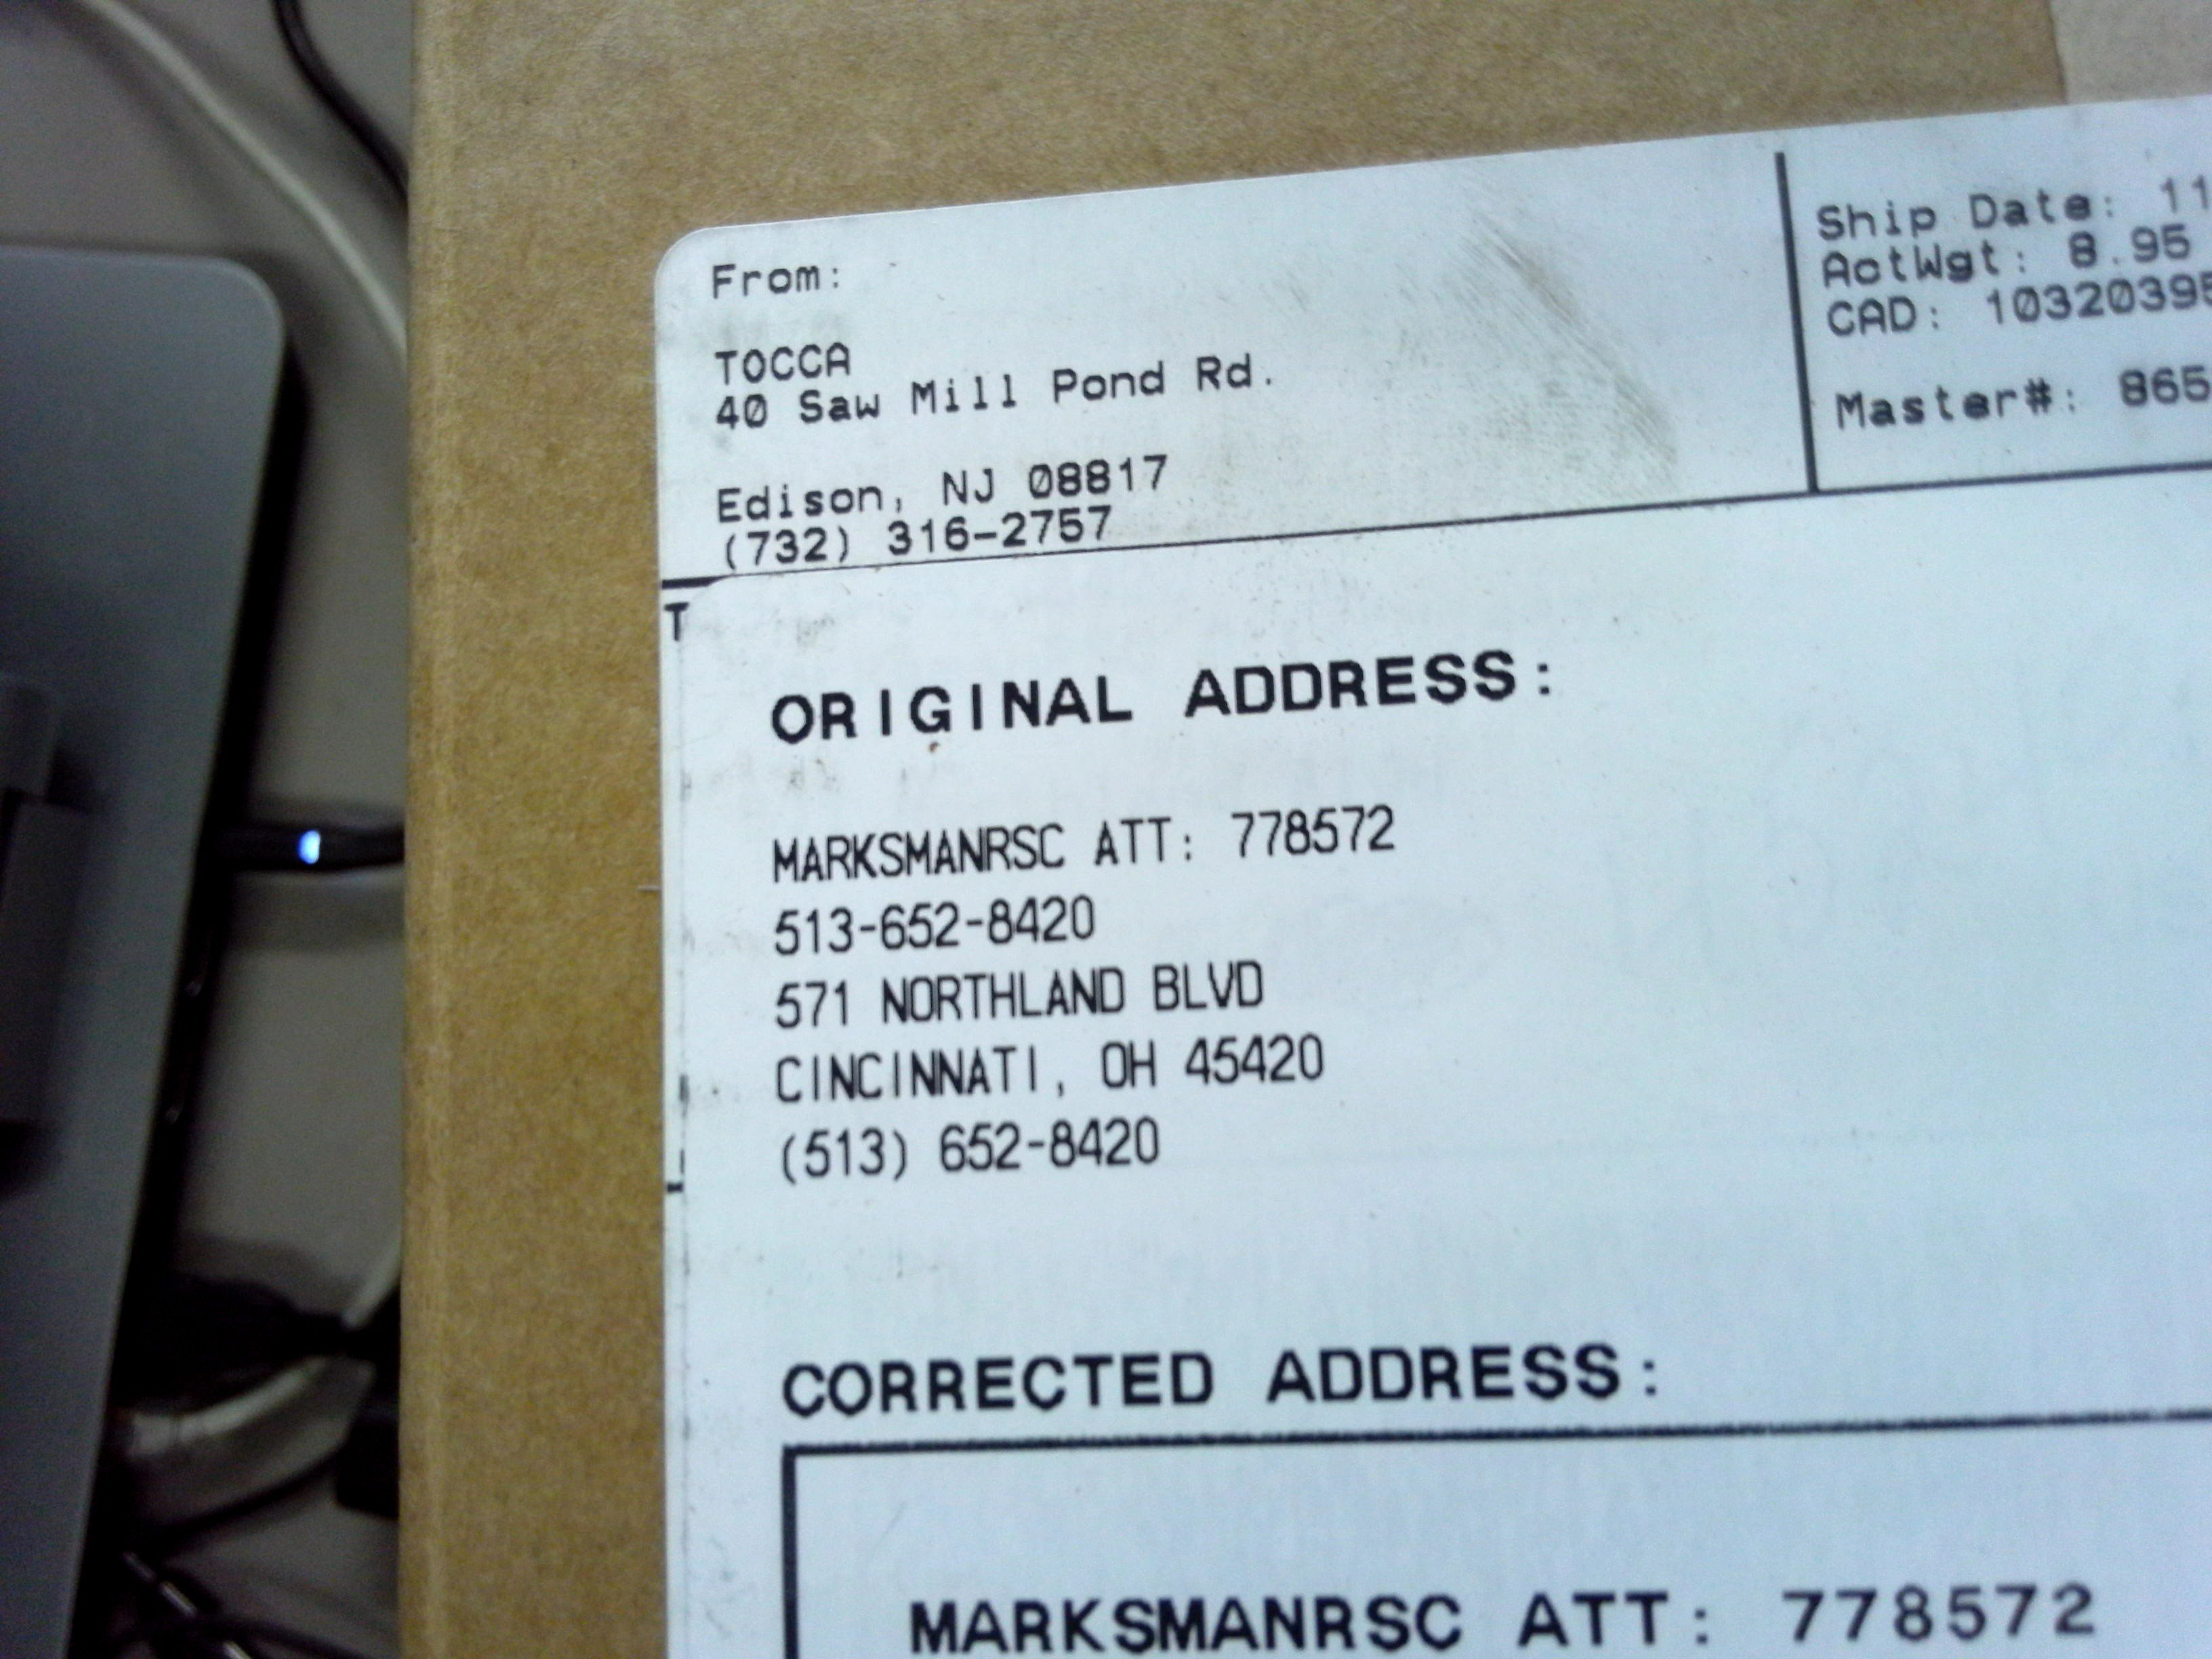 From:
TOCCA
40 Saw Mill Pond Rd.
Edison, NJ 08817
(732) 316-2757
Ship Date: 11
ActWgt: 8.95
CAD: 10320395
Master#: 865
T
ORIGINAL ADDRESS:
MARKSMANRSC ATT: 778572
513-652-8420
571 NORTHLAND BLVD
CINCINNATI, OH 45420
(513) 652-8420
CORRECTED ADDRESS:
MARKSMANRSC ATT: 778572